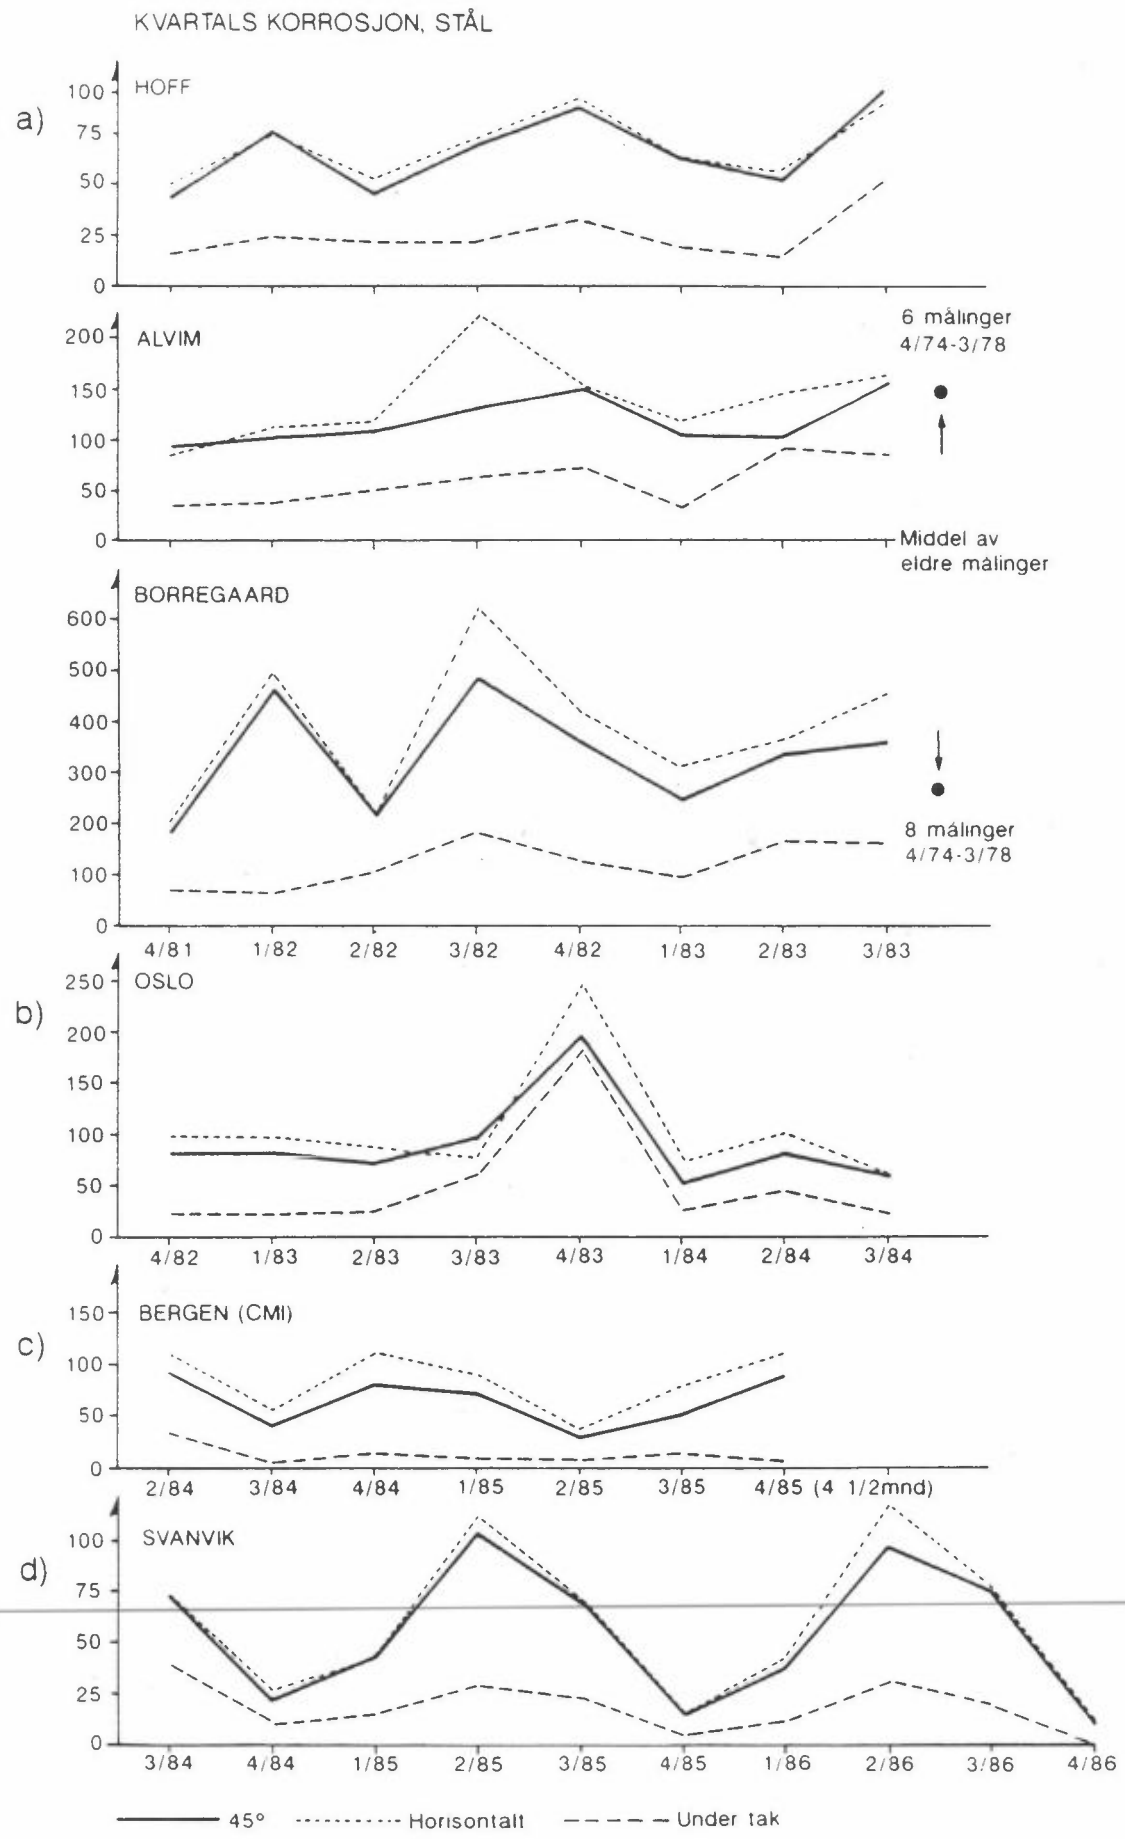 KVARTALS KORROSJON, STÅL
a)
HOFF
100
75
50
25
0
ALVIM
200
150
100
50
0
6 målinger
4/74-3/78
Middel av
eldre målinger
BORREGAARD
600
500
400
300
200
100
0
8 målinger
4/74-3/78
4/81 1/82 2/82 3/82 4/82 1/83 2/83 3/83
b)
OSLO
250
200
150
100
50
0
4/82 1/83 2/83 3/83 4/83 1/84 2/84 3/84
c)
BERGEN (CMI)
150
100
50
0
2/84 3/84 4/84 1/85 2/85 3/85 4/85 (4 1/2mnd)
d)
SVANVIK
100
75
50
25
0
3/84 4/84 1/85 2/85 3/85 4/85 1/86 2/86 3/86 4/86
45° Horisontalt Under tak